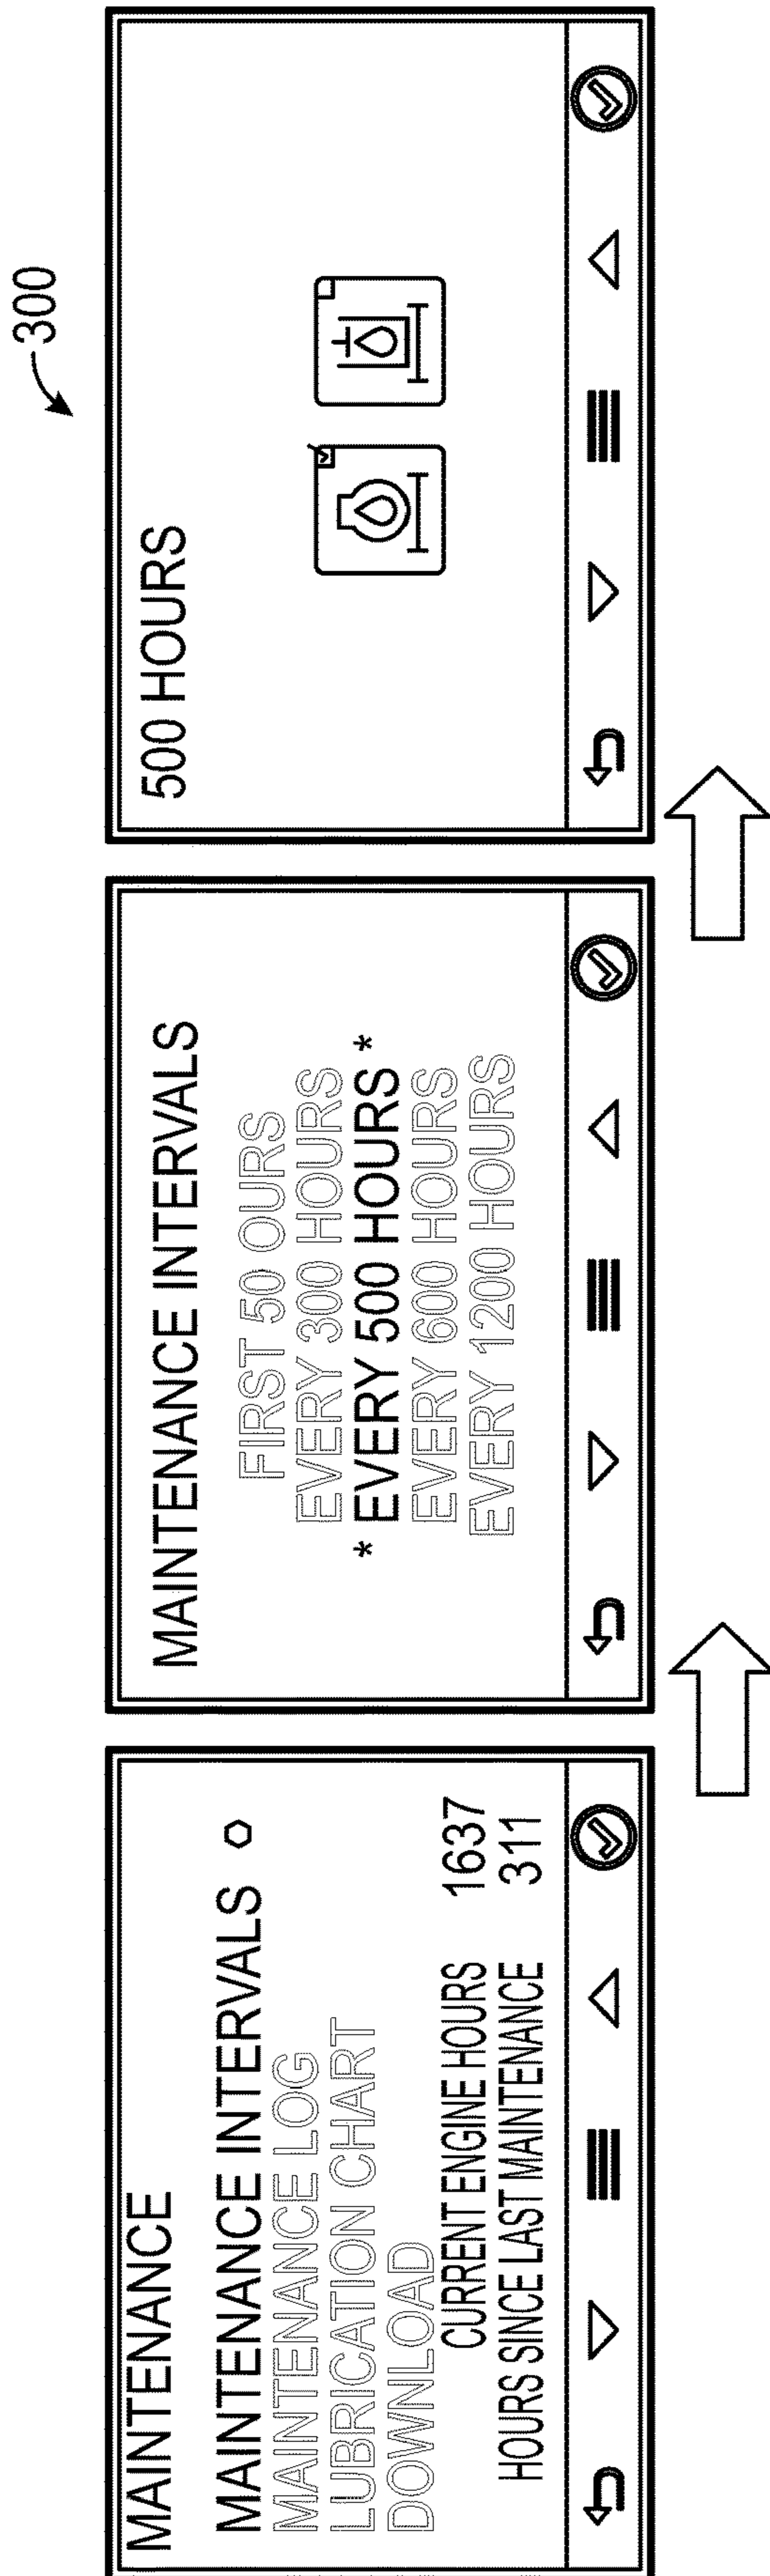 300
MAINTENANCE
MAINTENANCE INTERVALS
MAINTENANCE LOG
LUBRICATION CHART
DOWNLOAD
CURRENT ENGINE HOURS 1637
HOURS SINCE LAST MAINTENANCE 311
MAINTENANCE INTERVALS
FIRST 50 OURS
EVERY 300 HOURS
* EVERY 500 HOURS *
EVERY 600 HOURS
EVERY 1200 HOURS
500 HOURS